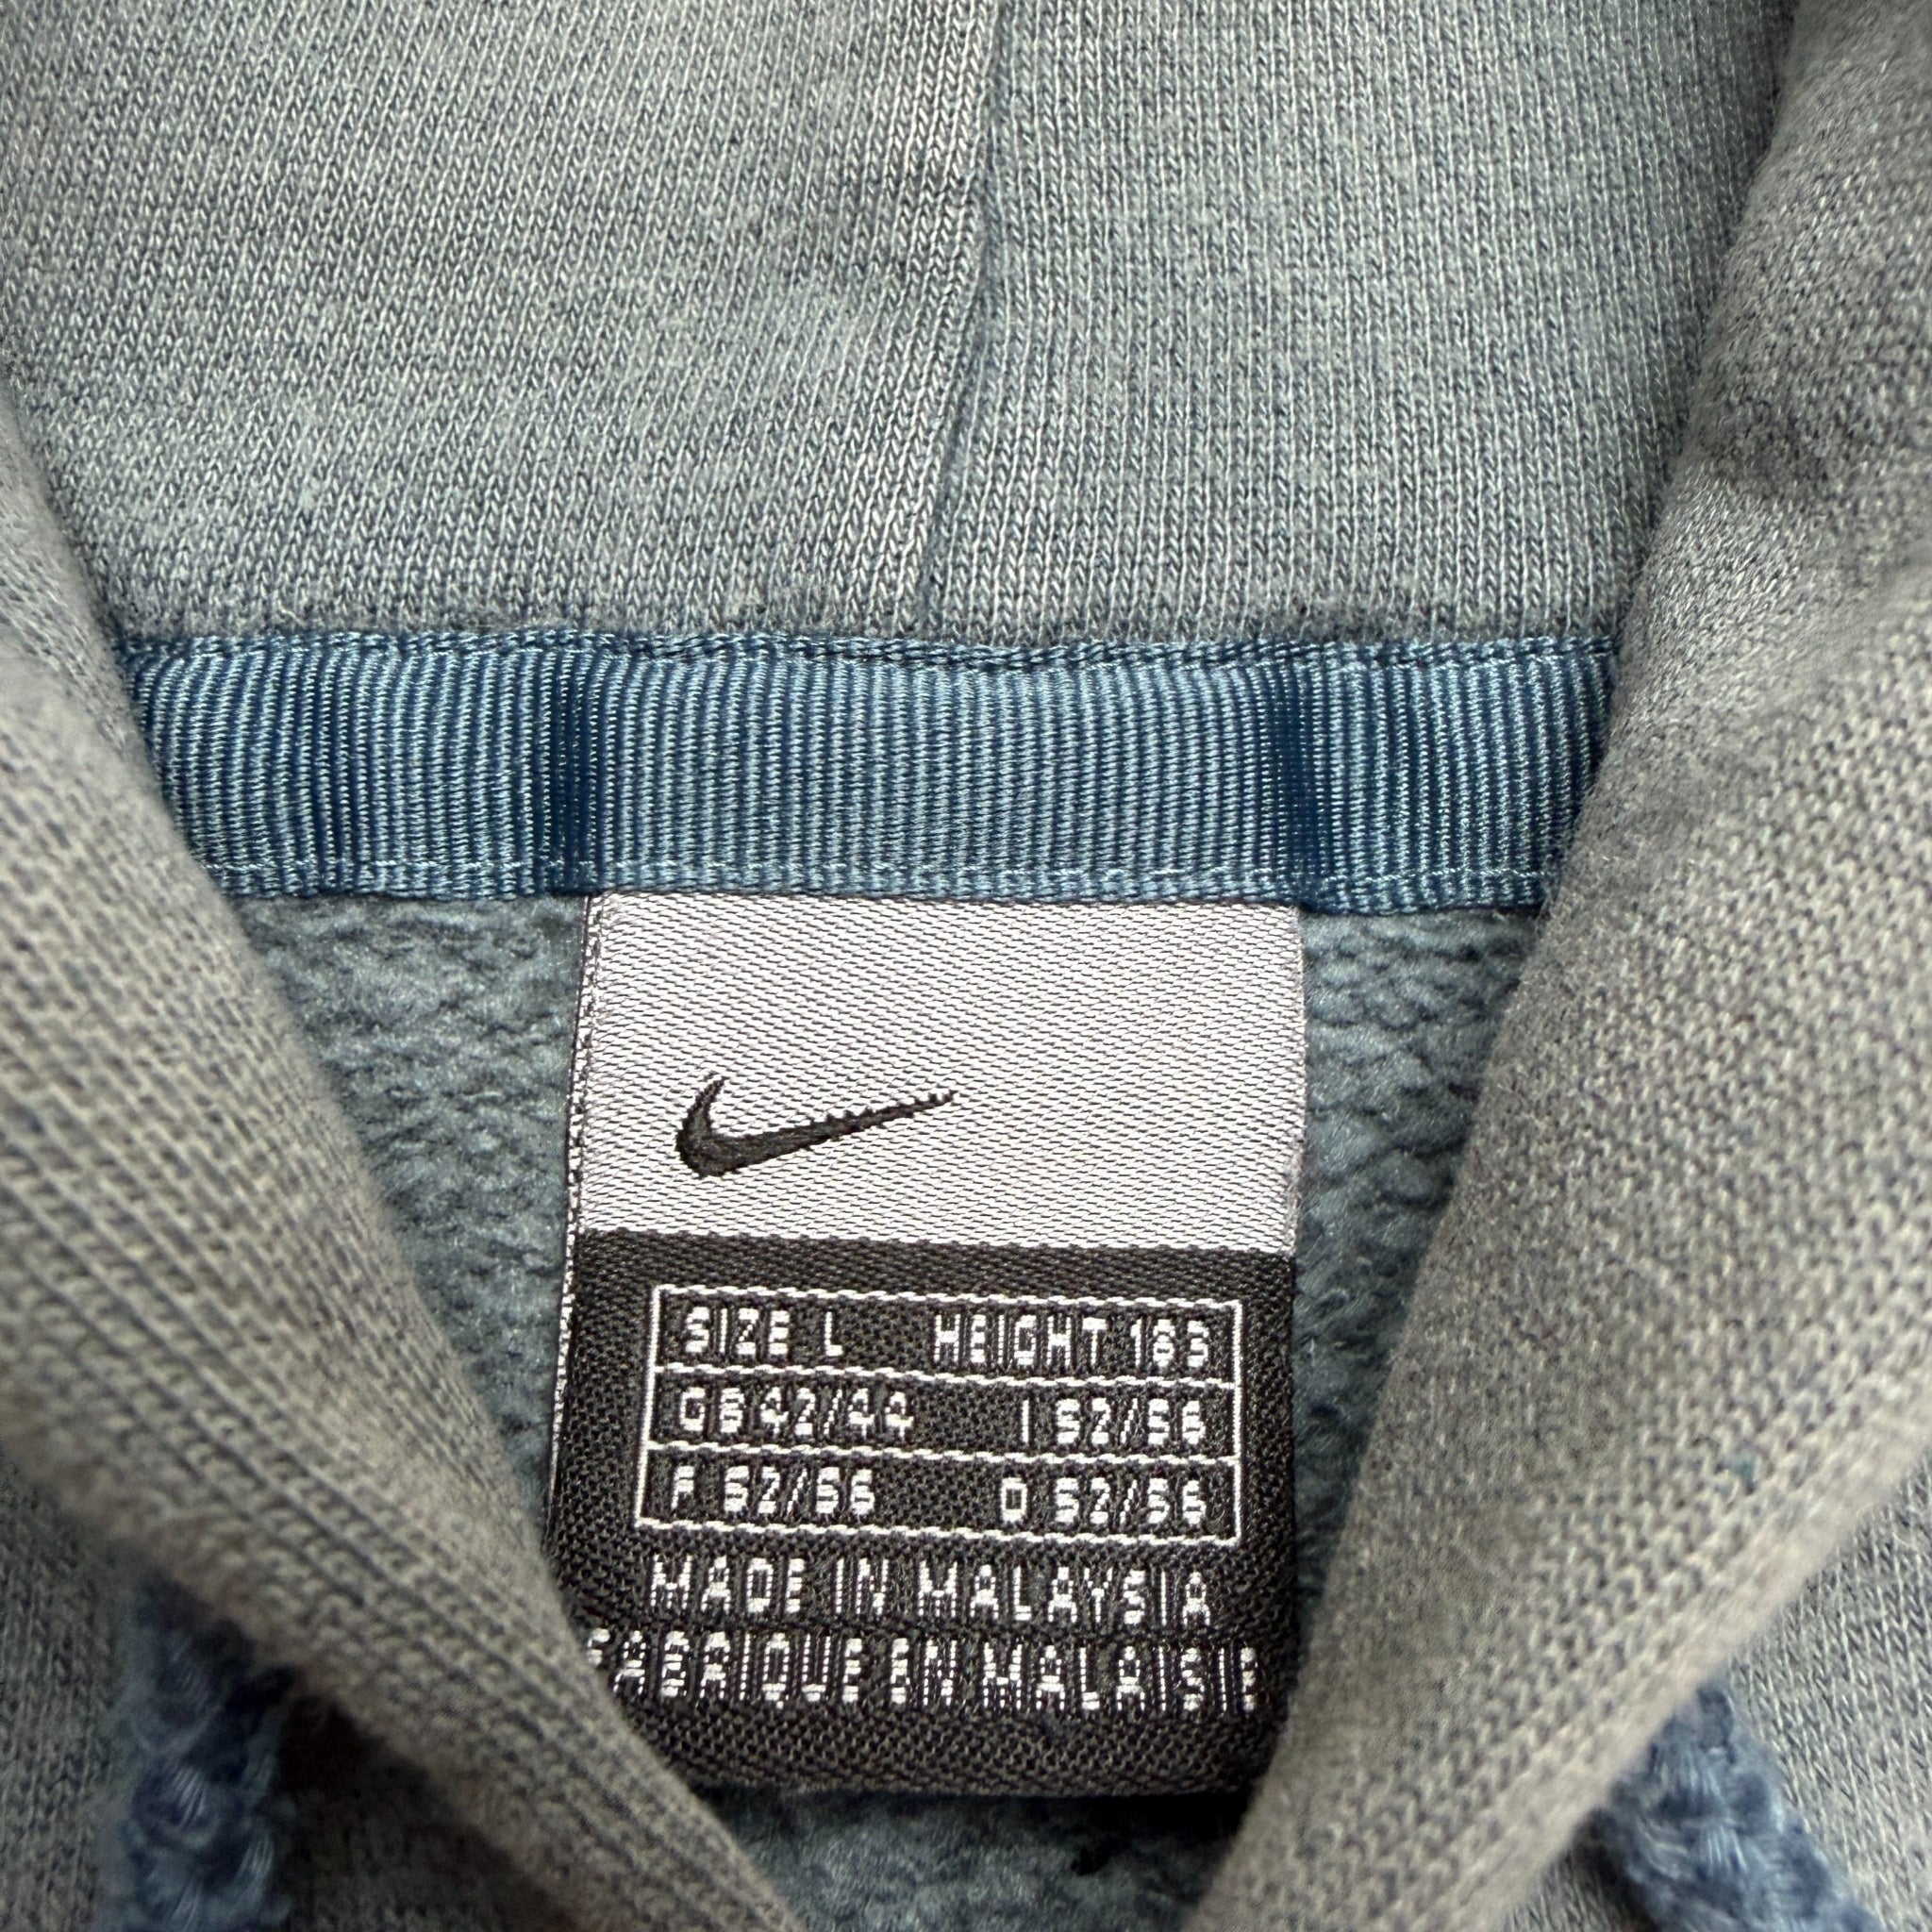 SIZE L HEIGHT 183
GB 42/44 I 52/56
F 52/56 D 52/56
MADE IN MALAYSIA
FABRIQUE EN MALAISIE